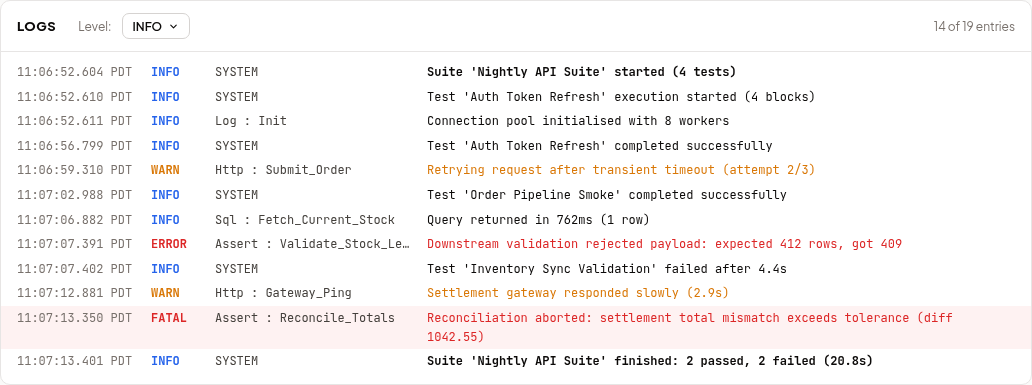 LOGS Level: INFO 14 of 19 entries
11:06:52.604 PDT INFO SYSTEM Suite 'Nightly API Suite' started (4 tests)
11:06:52.610 PDT INFO SYSTEM Test 'Auth Token Refresh' execution started (4 blocks)
11:06:52.611 PDT INFO Log : Init Connection pool initialised with 8 workers
11:06:56.799 PDT INFO SYSTEM Test 'Auth Token Refresh' completed successfully
11:06:59.310 PDT WARN Http : Submit_Order Retrying request after transient timeout (attempt 2/3)
11:07:02.988 PDT INFO SYSTEM Test 'Order Pipeline Smoke' completed successfully
11:07:06.882 PDT INFO Sql : Fetch_Current_Stock Query returned in 762ms (1 row)
11:07:07.391 PDT ERROR Assert : Validate_Stock_Le… Downstream validation rejected payload: expected 412 rows, got 409
11:07:07.402 PDT INFO SYSTEM Test 'Inventory Sync Validation' failed after 4.4s
11:07:12.881 PDT WARN Http : Gateway_Ping Settlement gateway responded slowly (2.9s)
11:07:13.350 PDT FATAL Assert : Reconcile_Totals Reconciliation aborted: settlement total mismatch exceeds tolerance (diff
1042.55)
11:07:13.401 PDT INFO SYSTEM Suite 'Nightly API Suite' finished: 2 passed, 2 failed (20.8s)